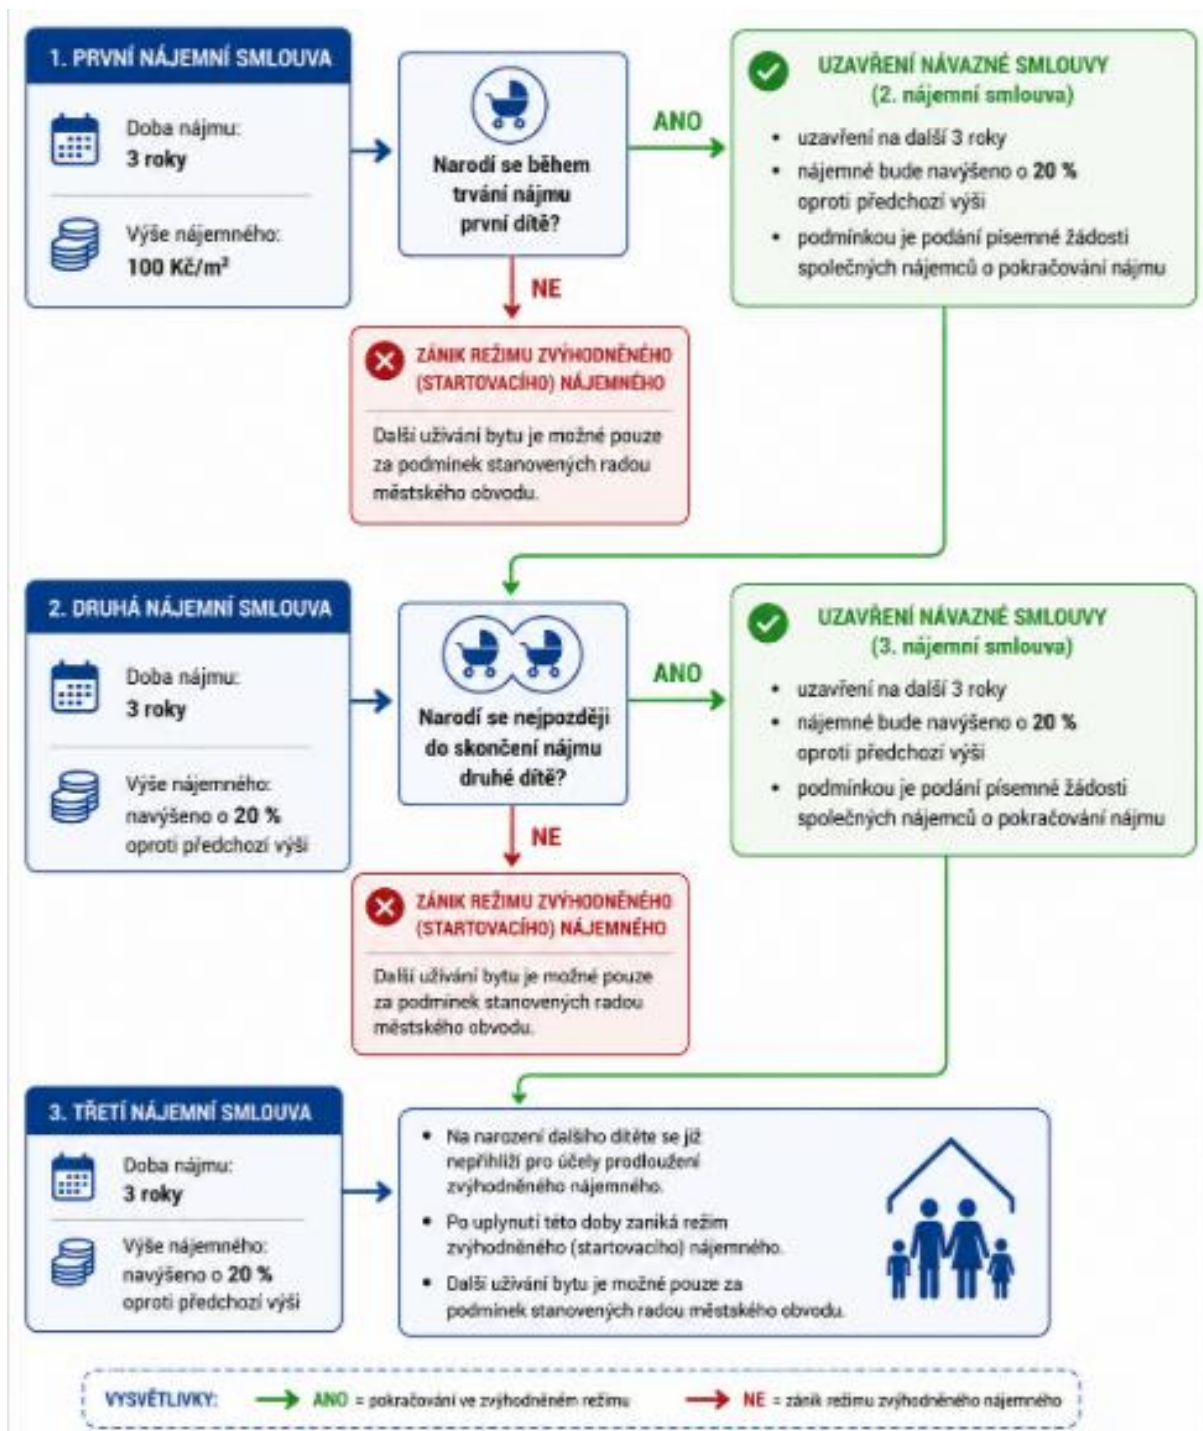 1. PRVNÍ NÁJEMNÍ SMLOUVA
Doba nájmu:
3 roky
Výše nájemného:
100 Kč/m²
Narodí se během
trvání nájmu
první dítě?
ANO
UZAVŘENÍ NÁVAZNÉ SMLOUVY
(2. nájemní smlouva)
• uzavření na další 3 roky
• nájemné bude navýšeno o 20 %
oproti předchozí výši
• podmínkou je podání písemné žádosti
společných nájemců o pokračování nájmu
NE
ZÁNIK REŽIMU ZVÝHODNĚNÉHO
(STARTOVACÍHO) NÁJEMNÉHO
Další užívání bytu je možné pouze
za podmínek stanovených radou
městského obvodu.
2. DRUHÁ NÁJEMNÍ SMLOUVA
Doba nájmu:
3 roky
Výše nájemného:
navýšeno o 20 %
oproti předchozí výši
Narodí se nejpozději
do skončení nájmu
druhé dítě?
ANO
UZAVŘENÍ NÁVAZNÉ SMLOUVY
(3. nájemní smlouva)
• uzavření na další 3 roky
• nájemné bude navýšeno o 20 %
oproti předchozí výši
• podmínkou je podání písemné žádosti
společných nájemců o pokračování nájmu
NE
ZÁNIK REŽIMU ZVÝHODNĚNÉHO
(STARTOVACÍHO) NÁJEMNÉHO
Další užívání bytu je možné pouze
za podmínek stanovených radou
městského obvodu.
3. TŘETÍ NÁJEMNÍ SMLOUVA
Doba nájmu:
3 roky
Výše nájemného:
navýšeno o 20 %
oproti předchozí výši
• Na narození dalšího dítěte se již
nepřihlíží pro účely prodloužení
zvýhodněného nájemného.
• Po uplynutí této doby zaniká režim
zvýhodněného (startovacího) nájemného.
• Další užívání bytu je možné pouze za
podmínek stanovených radou městského obvodu.
VYSVĚTLIVKY: ANO = pokračování ve zvýhodněném režimu NE = zánik režimu zvýhodněného nájemného